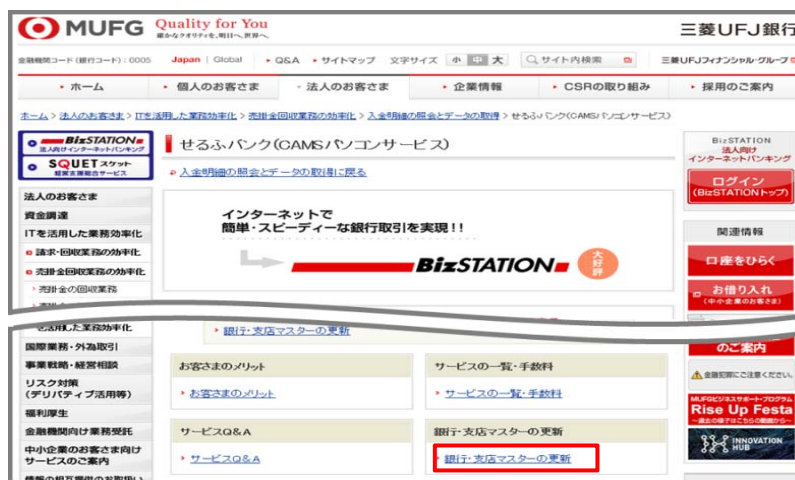 MUFG
Quality for You
確かなクオリティを、明日へ。世界へ。
三菱UFJ銀行
金融機関コード(銀行コード):0005
Japan | Global
Q&A
サイトマップ
文字サイズ 小 中 大
サイト内検索
三菱UFJフィナンシャル・グループ
ホーム
個人のお客さま
法人のお客さま
企業情報
CSRの取り組み
採用のご案内
ホーム > 法人のお客さま > ITを活用した業務効率化 > 売掛金回収業務の効率化 > 入金明細の照会とデータの取得 > せるふバンク(CAMSパソコンサービス)
BizSTATION
法人向けインターネットバンキング
SQUET スケット
経営支援総合サービス
法人のお客さま
資金調達
ITを活用した業務効率化
請求・回収業務の効率化
売掛金回収業務の効率化
売掛金の回収業務
を活用した業務効率化
国際業務・外為取引
事業戦略・経営相談
リスク対策
(デリバティブ活用等)
福利厚生
金融機関向け業務受託
中小企業のお客さま向け
サービスのご案内
せるふバンク(CAMSパソコンサービス)
入金明細の照会とデータの取得に戻る
インターネットで
簡単・スピーディーな銀行取引を実現!!
BizSTATION
大好評
銀行・支店マスターの更新
お客さまのメリット
お客さまのメリット
サービスの一覧・手数料
サービスの一覧・手数料
サービスQ&A
サービスQ&A
銀行・支店マスターの更新
銀行・支店マスターの更新
BizSTATION
法人向け
インターネットバンキング
ログイン
(BizSTATIONトップ)
関連情報
口座をひらく
お借り入れ
(中小企業のお客さま)
のご案内
金融犯罪にご注意ください。
MUFGビジネスサポート・プログラム
Rise Up Festa
~過去の様子はこちらの動画から~
INNOVATION
HUB